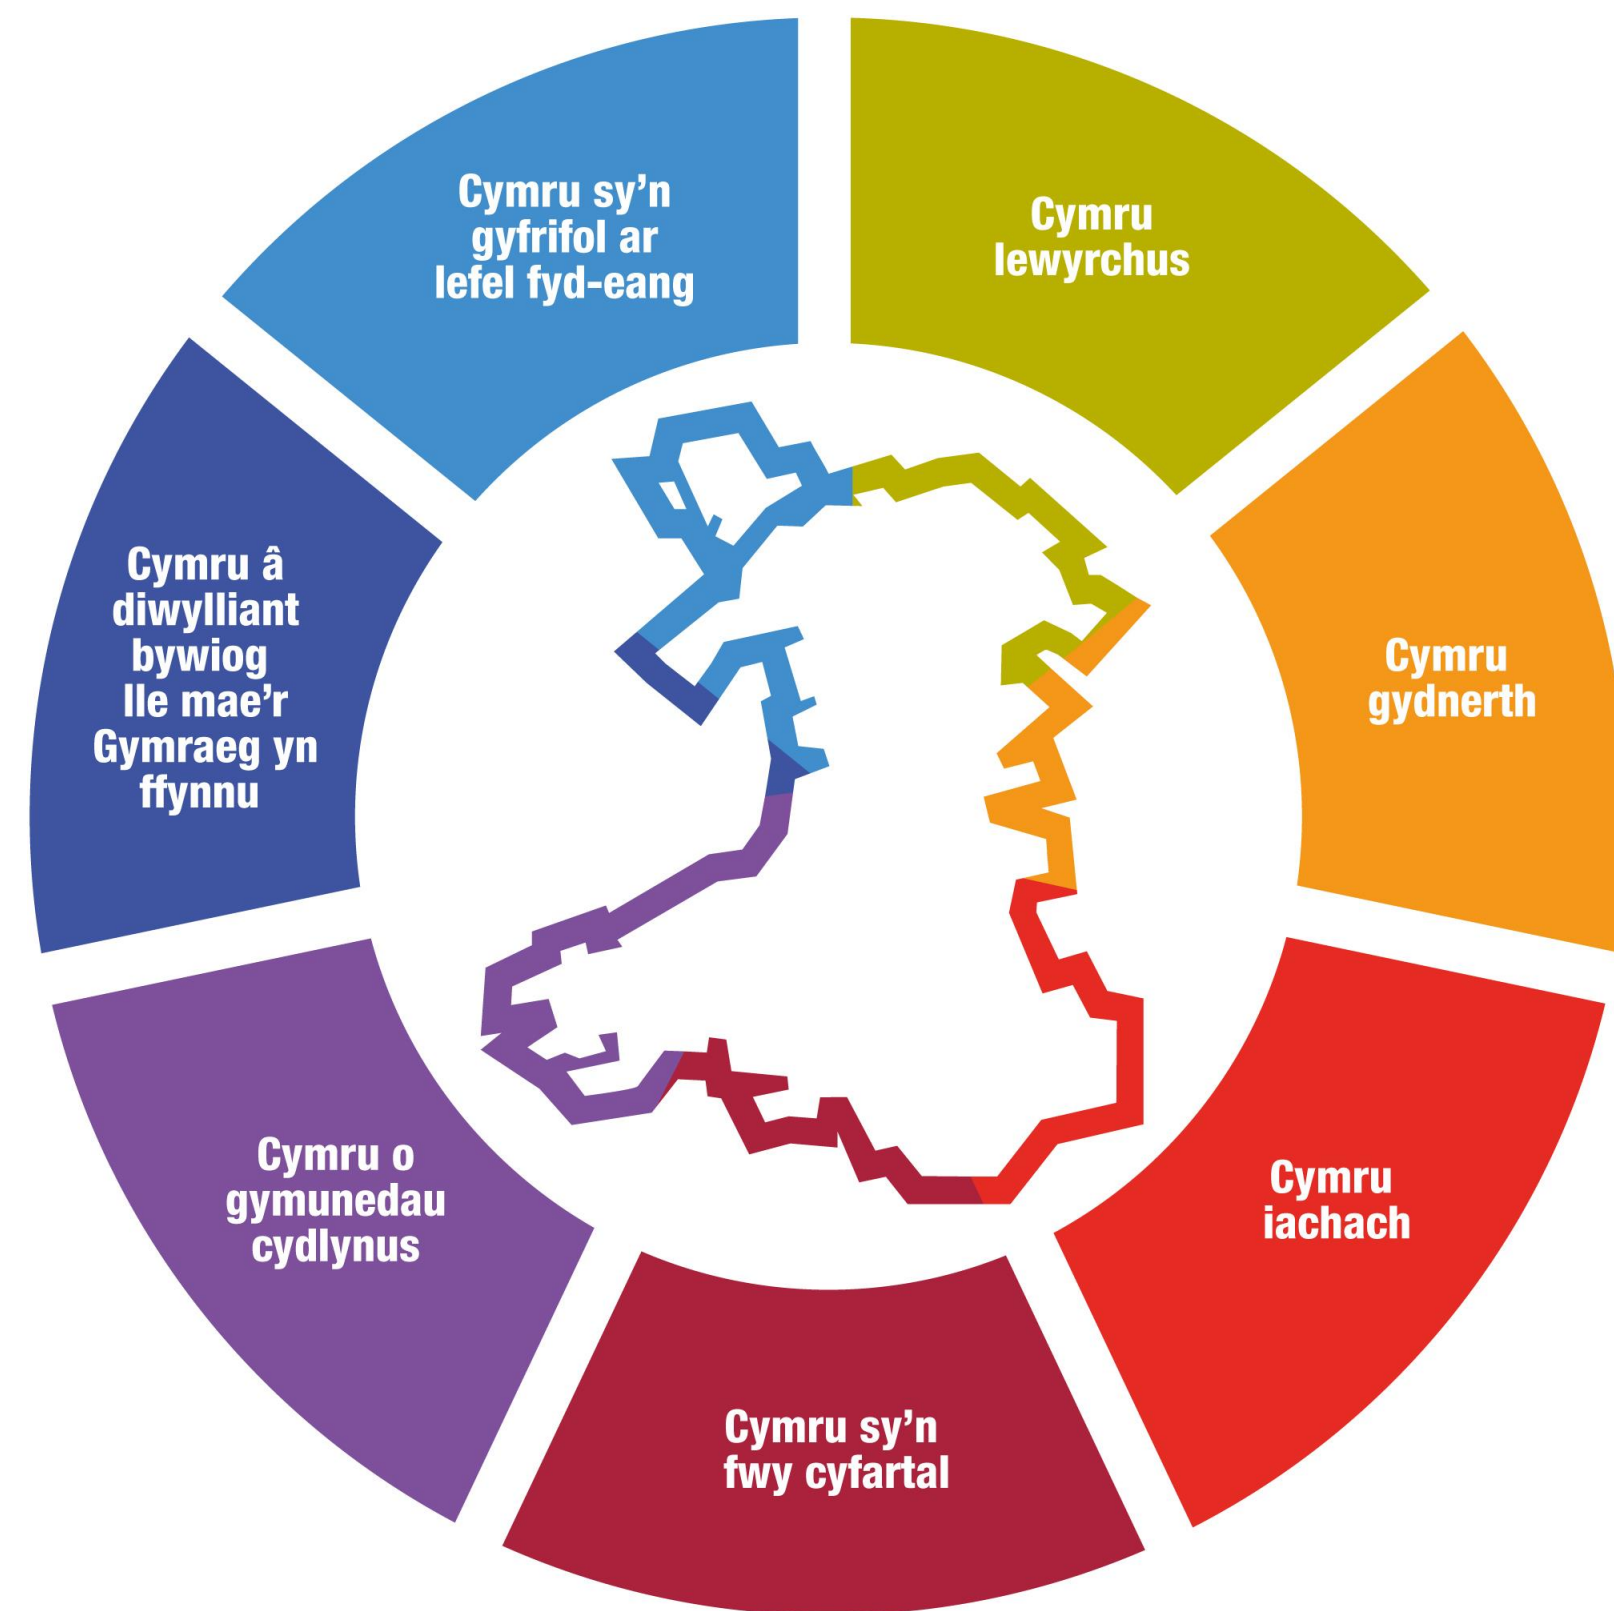 Cymru sy’n
gyfrifol ar
lefel fyd-eang
Cymru
lewyrchus
Cymru
gydnerth
Cymru
iachach
Cymru sy’n
fwy cyfartal
Cymru o
gymunedau
cydlynus
Cymru â
diwylliant
bywiog
lle mae’r
Gymraeg yn
ffynnu